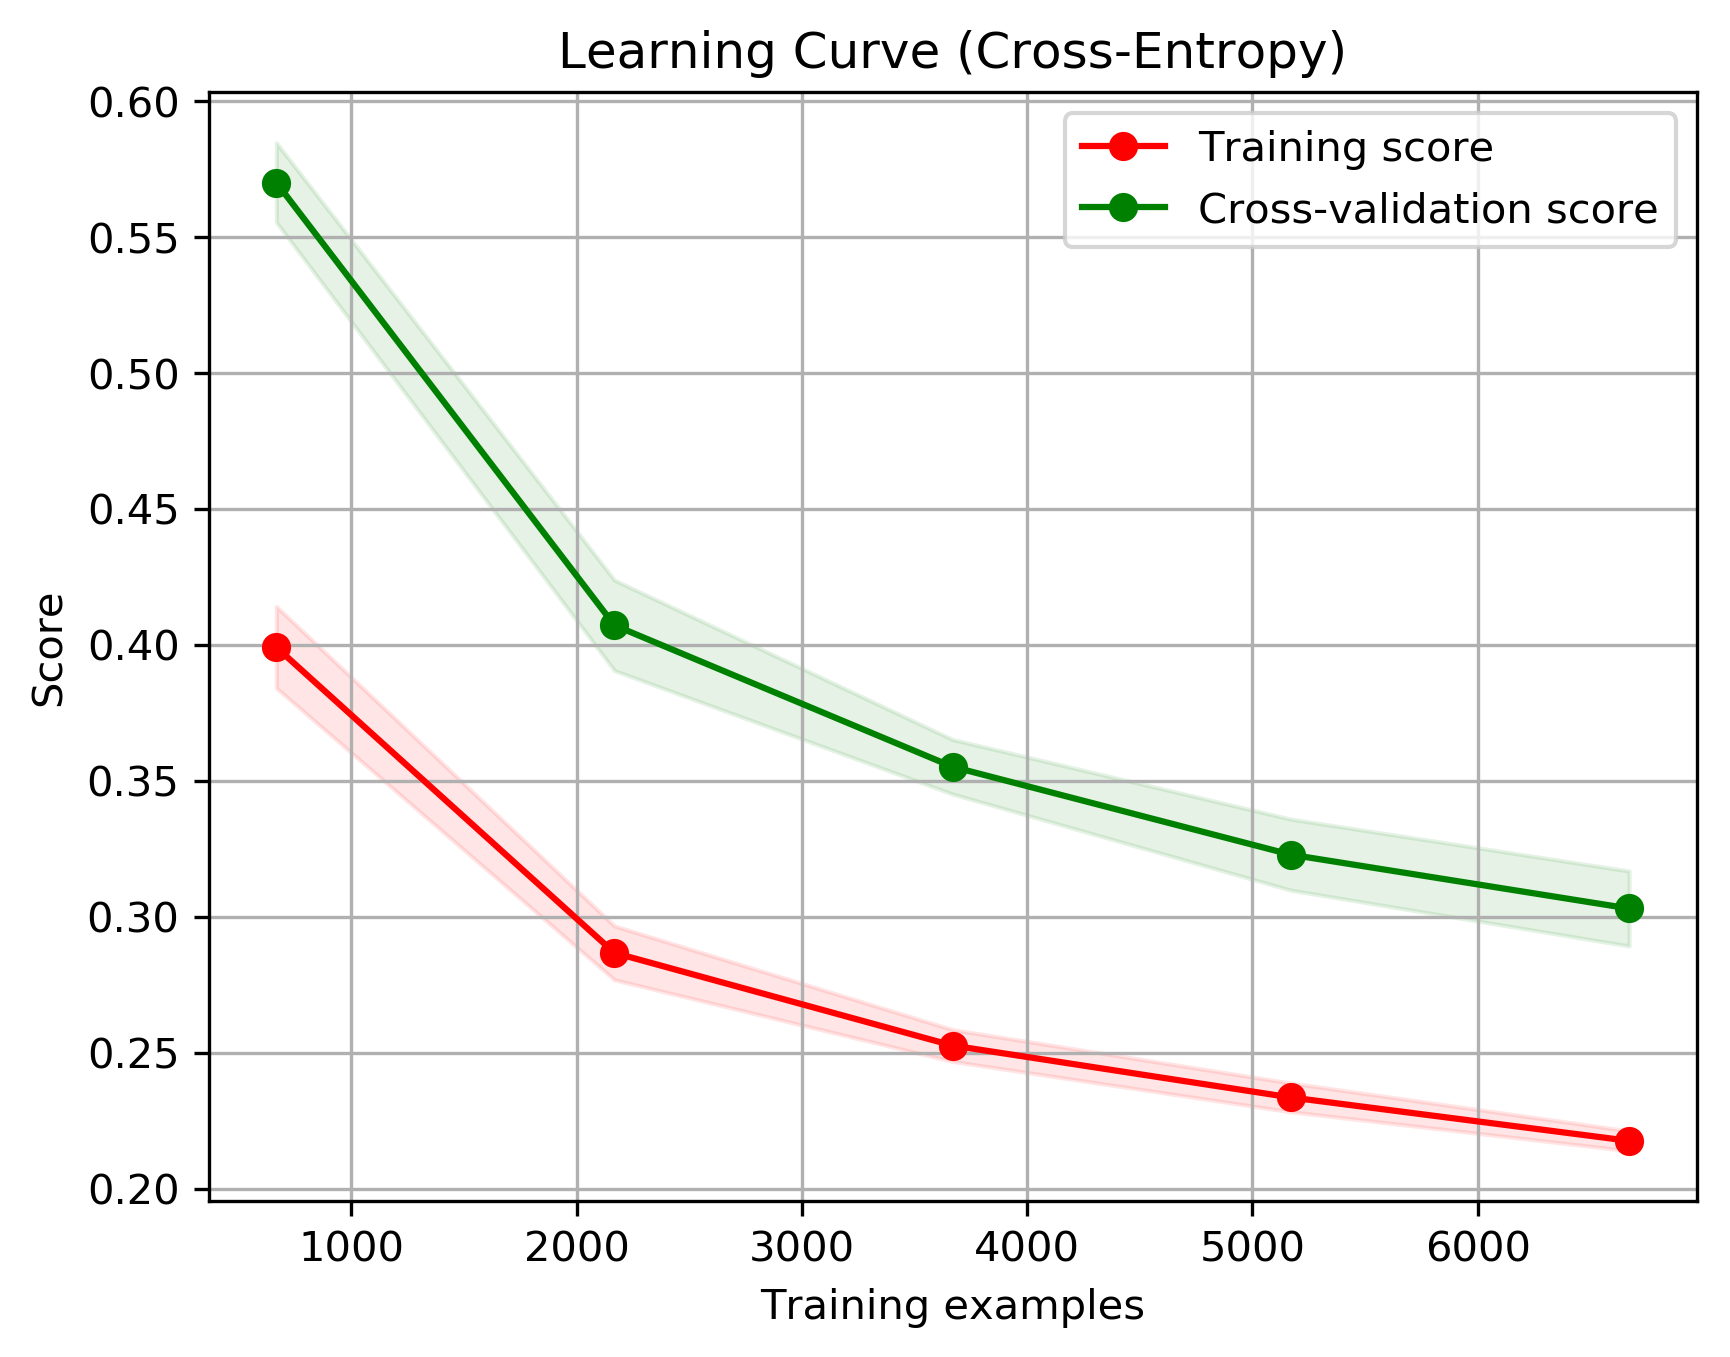 Learning Curve (Cross-Entropy)
0.60
0.55
0.50
0.45
0.40
0.35
0.30
0.25
0.20
Score
Training score
Cross-validation score
1000 2000 3000 4000 5000 6000
Training examples